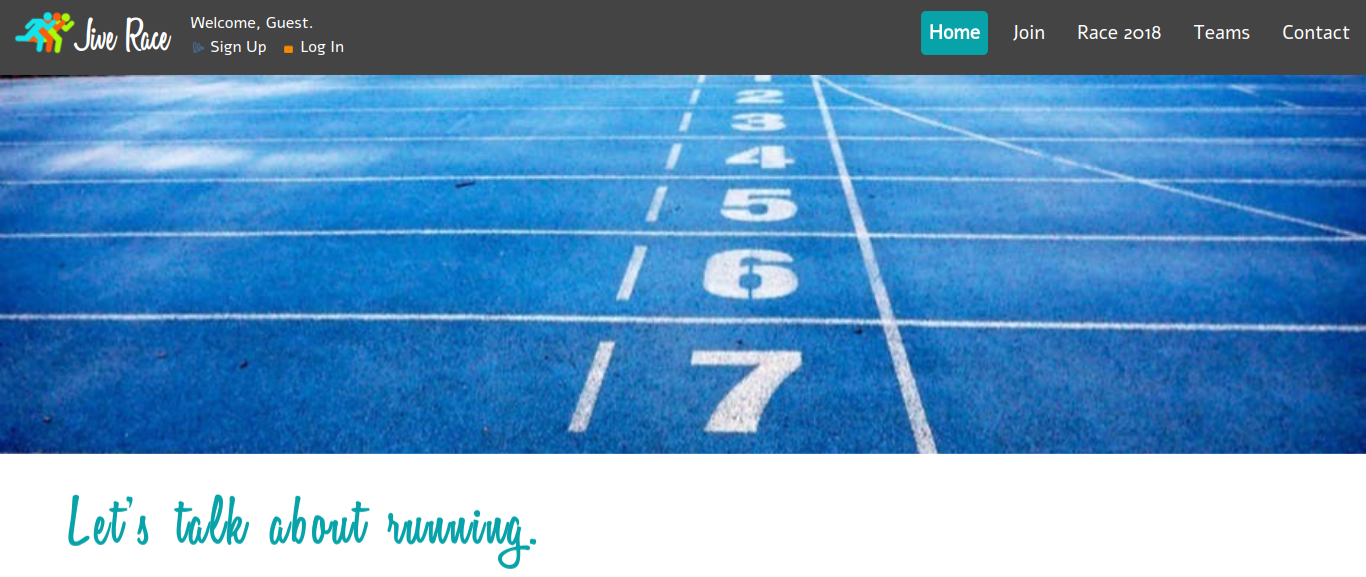 Jive Race
Welcome, Guest.
Sign Up Log In
Home Join Race 2018 Teams Contact
2
3
4
5
6
7
Let's talk about running.